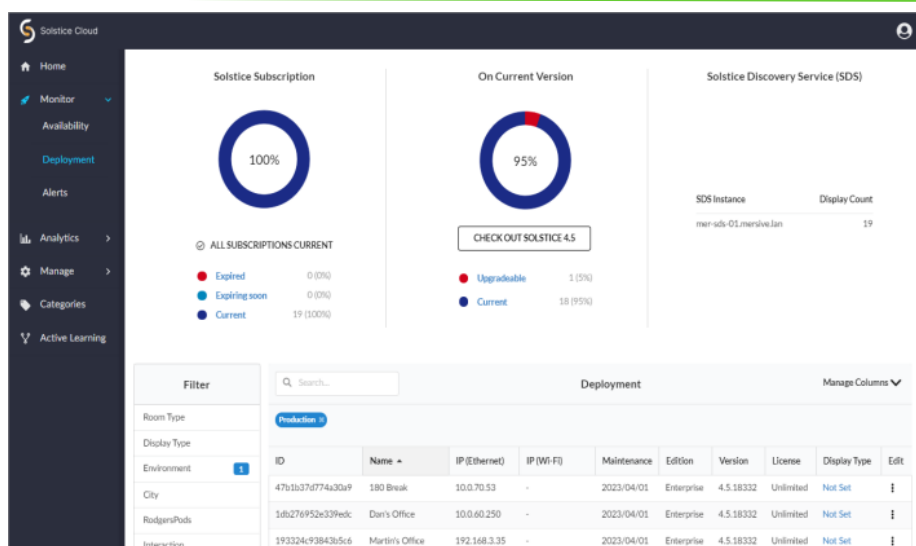 Solstice Cloud
Home
Monitor
Availability
Deployment
Alerts
Analytics
Manage
Categories
Active Learning
Solstice Subscription
100%
ALL SUBSCRIPTIONS CURRENT
Expired 0 (0%)
Expiring soon 0 (0%)
Current 19 (100%)
On Current Version
95%
CHECK OUT SOLSTICE 4.5
Upgradeable 1 (5%)
Current 18 (95%)
Solstice Discovery Service (SDS)
SDS Instance Display Count
mer-sds-01.mersive.lan 19
Filter
Room Type
Display Type
Environment 1
City
RodgersPods
Interaction
Search...
Deployment
Manage Columns
Production ×
ID Name IP (Ethernet) IP (Wi-Fi) Maintenance Edition Version License Display Type Edit
47b1b37d774a30a9 180 Break 10.0.70.53 - 2023/04/01 Enterprise 4.5.18332 Unlimited Not Set
1db276952e339edc Dan's Office 10.0.60.250 - 2023/04/01 Enterprise 4.5.18332 Unlimited Not Set
193324c93843b5c6 Martin's Office 192.168.3.35 - 2023/04/01 Enterprise 4.5.18332 Unlimited Not Set